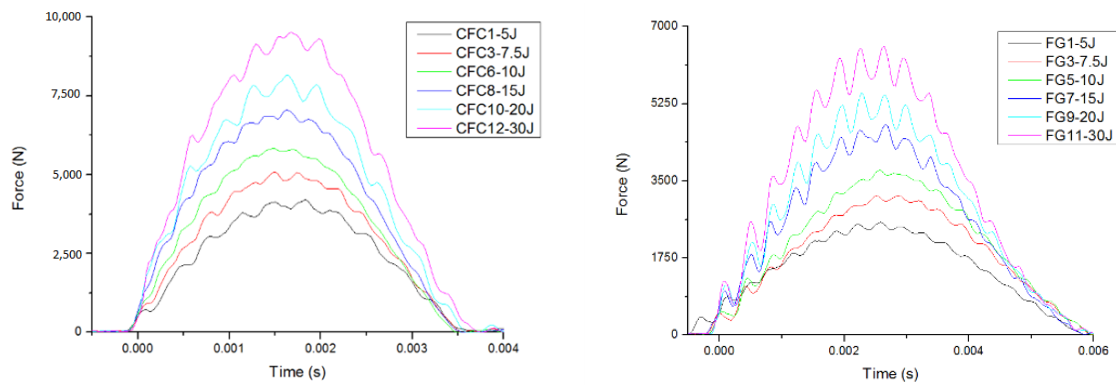 10,000
7,500
5,000
2,500
0
Force (N)
0.000
0.001
0.002
0.003
0.004
Time (s)
CFC1-5J
CFC3-7.5J
CFC6-10J
CFC8-15J
CFC10-20J
CFC12-30J
7000
5250
3500
1750
0
Force (N)
0.000
0.002
0.004
0.006
Time (s)
FG1-5J
FG3-7.5J
FG5-10J
FG7-15J
FG9-20J
FG11-30J